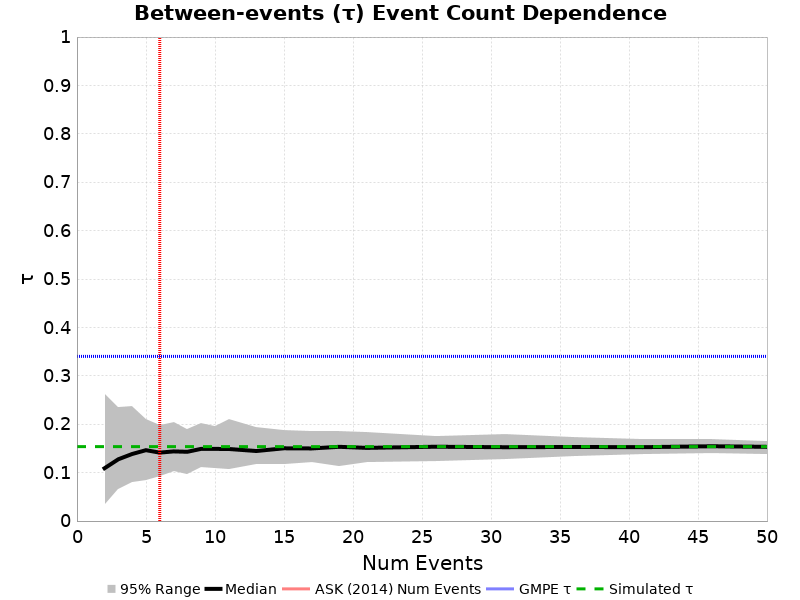 Between-events (τ) Event Count Dependence
1
0.9
0.8
0.7
0.6
0.5
0.4
0.3
0.2
0.1
0
τ
0 5 10 15 20 25 30 35 40 45 50
Num Events
95% Range Median ASK (2014) Num Events GMPE τ Simulated τ